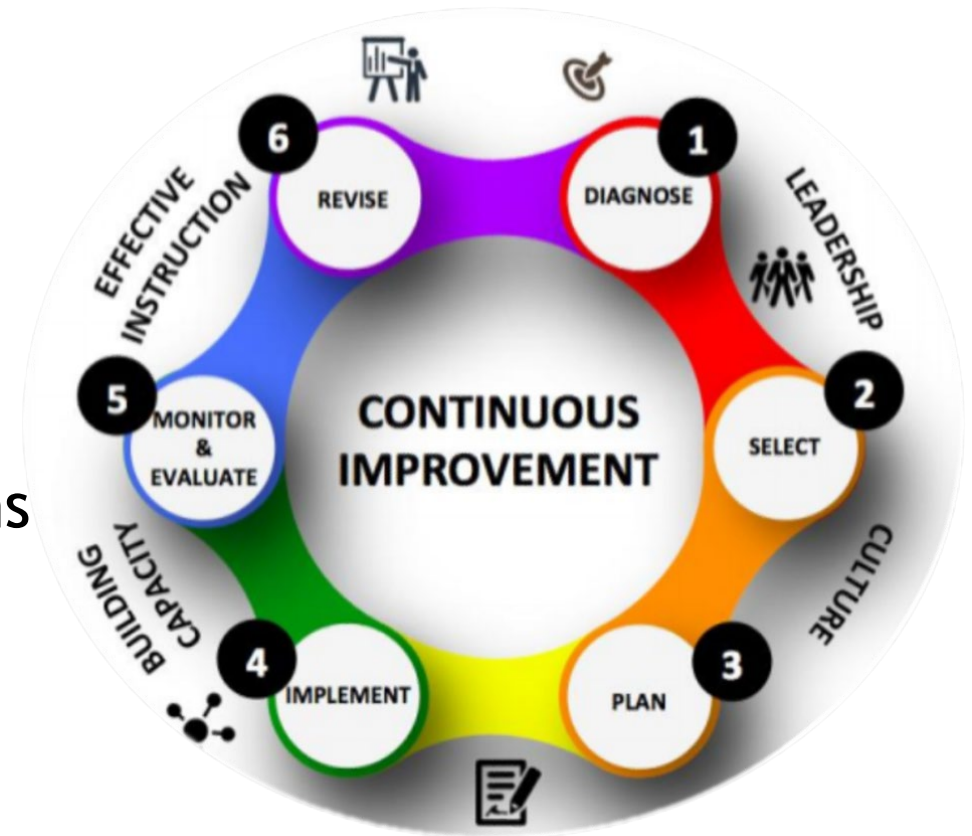 CONTINUOUS
IMPROVEMENT
1
DIAGNOSE
LEADERSHIP
2
SELECT
CULTURE
3
PLAN
4
IMPLEMENT
BUILDING
CAPACITY
5
MONITOR
&
EVALUATE
EFFECTIVE
INSTRUCTION
6
REVISE